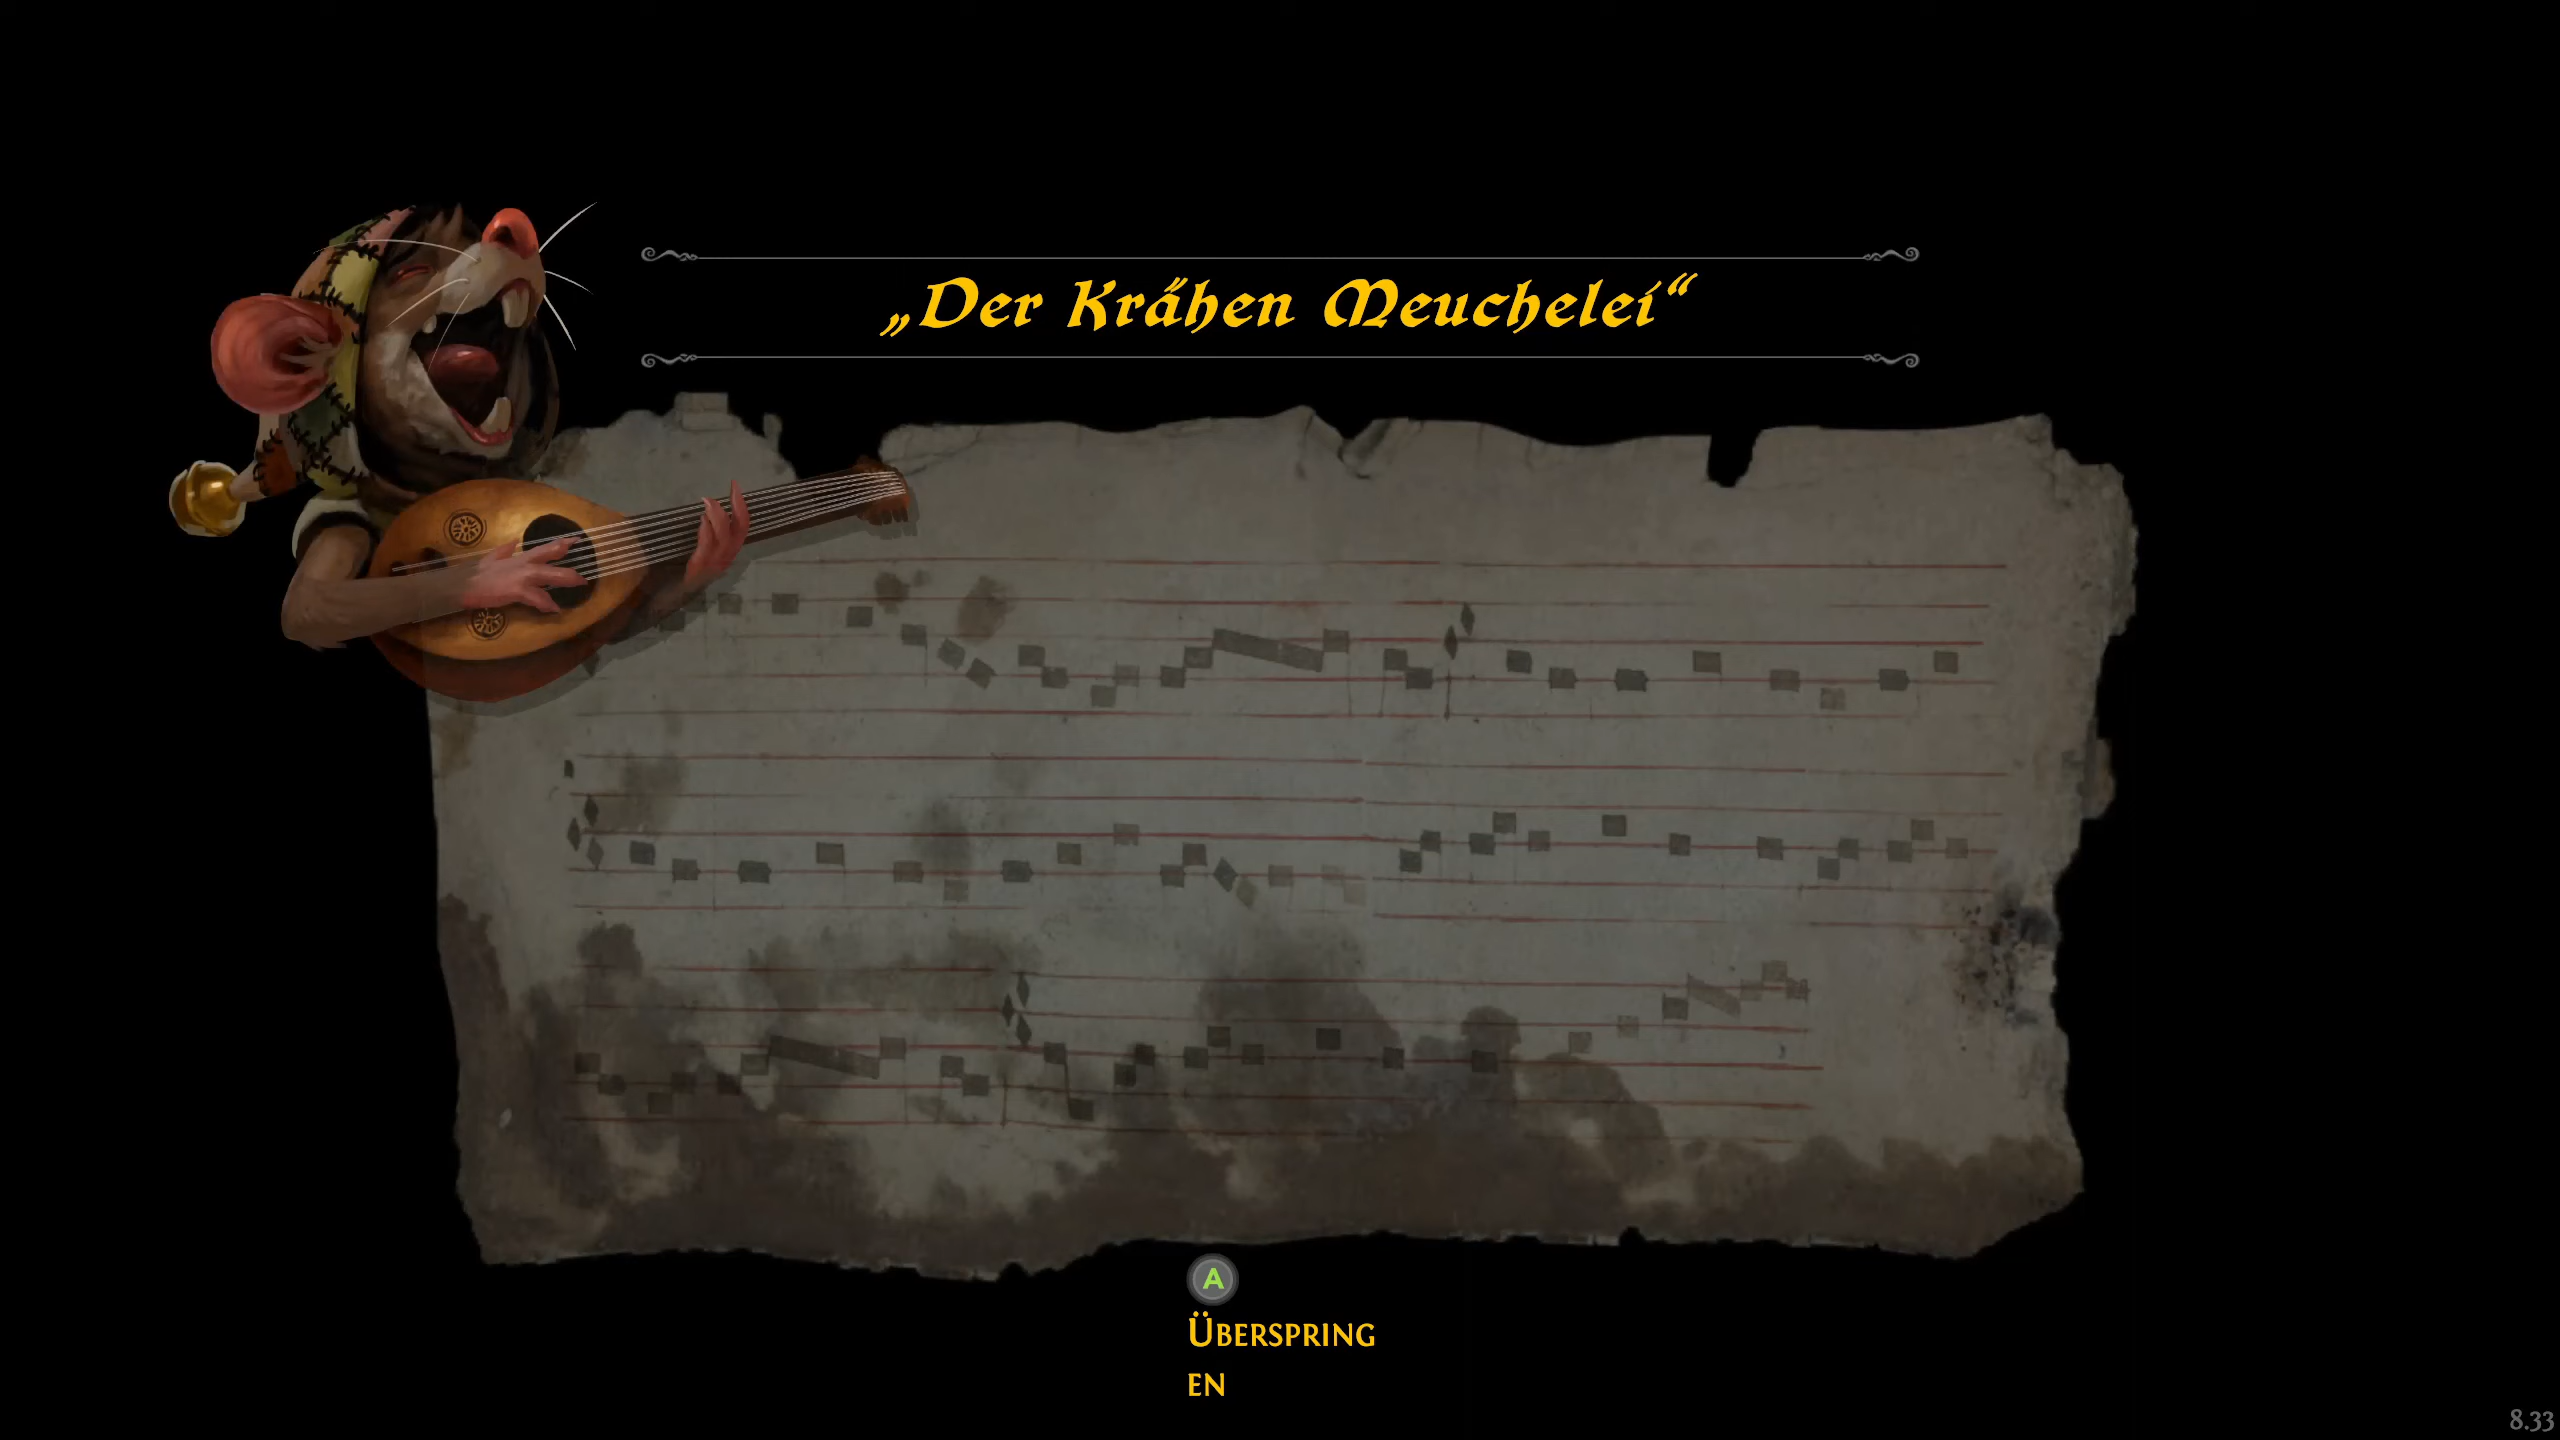 „Der Krähen Meuchelei“
A
Überspring
en
8.33